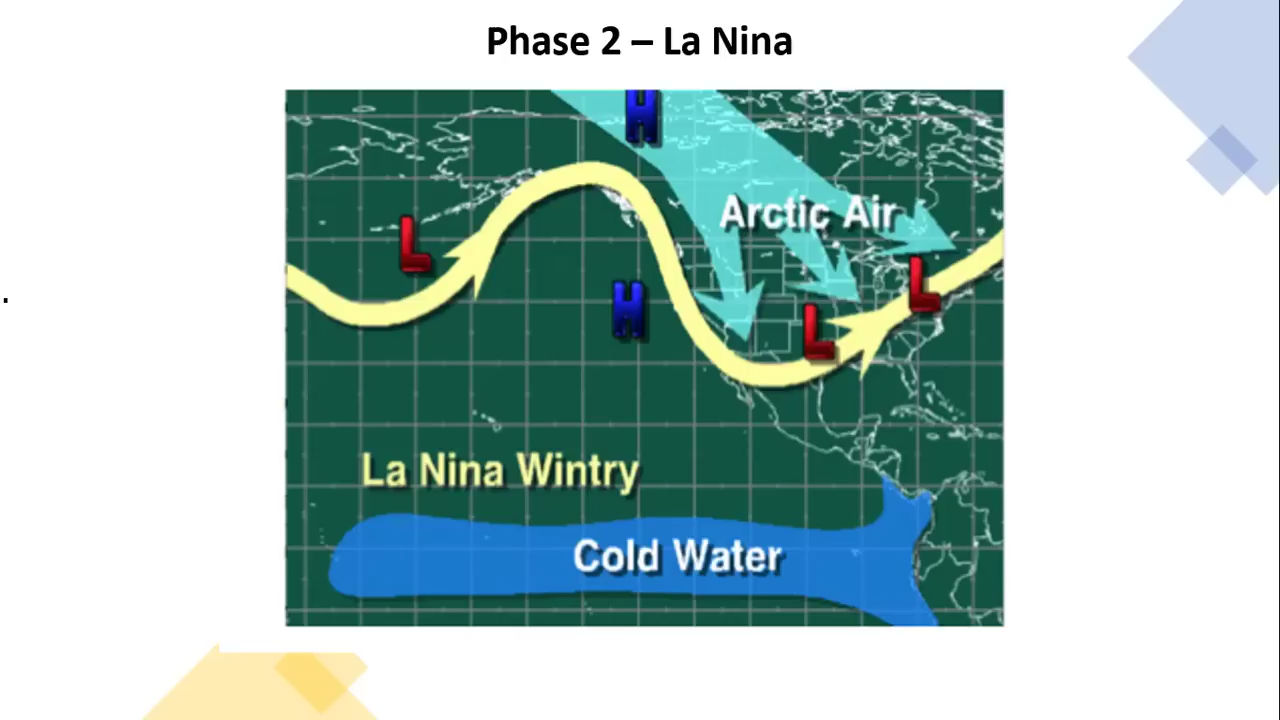 Phase 2 – La Nina
H
Arctic Air
L
L
H
L
La Nina Wintry
Cold Water
.